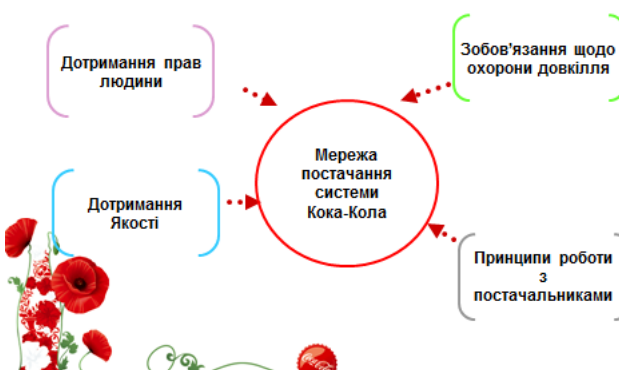 Дотримання прав
людини
Зобов'язання щодо
охорони довкілля
Мережа
постачання
системи
Кока-Кола
Дотримання
Якості
Принципи роботи
з
постачальниками